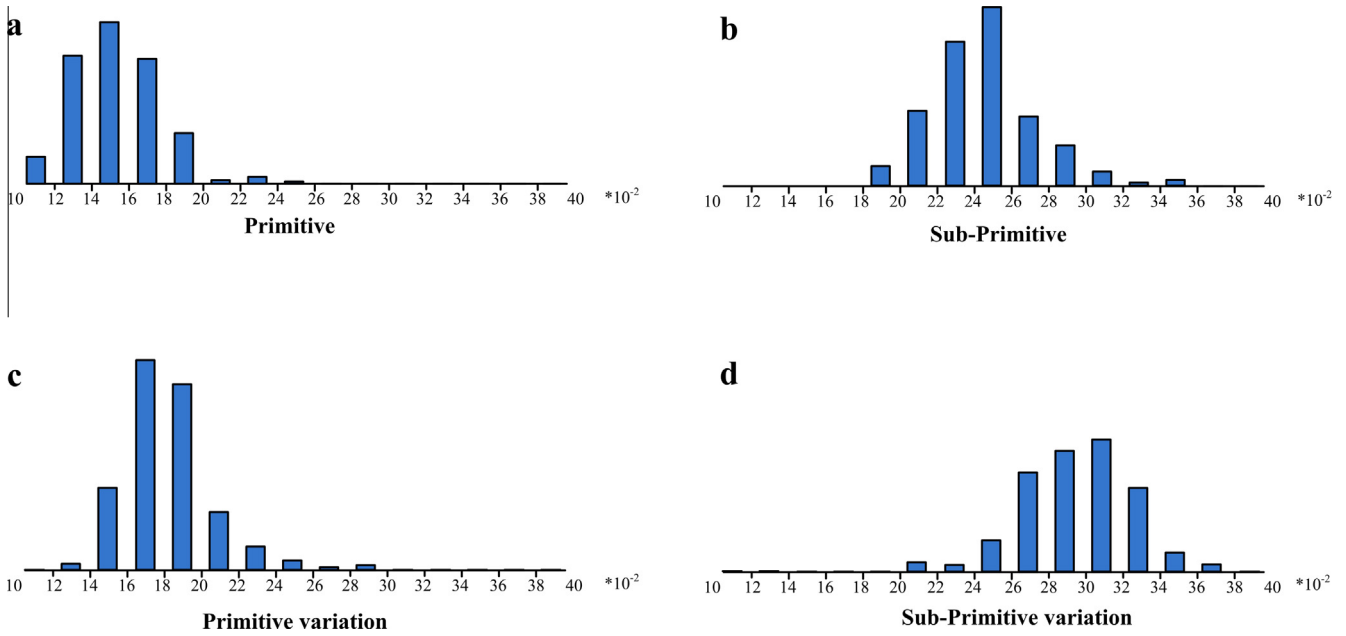 a
10 12 14 16 18 20 22 24 26 28 30 32 34 36 38 40 *10-2
Primitive
b
10 12 14 16 18 20 22 24 26 28 30 32 34 36 38 40 *10-2
Sub-Primitive
c
10 12 14 16 18 20 22 24 26 28 30 32 34 36 38 40 *10-2
Primitive variation
d
10 12 14 16 18 20 22 24 26 28 30 32 34 36 38 40 *10-2
Sub-Primitive variation